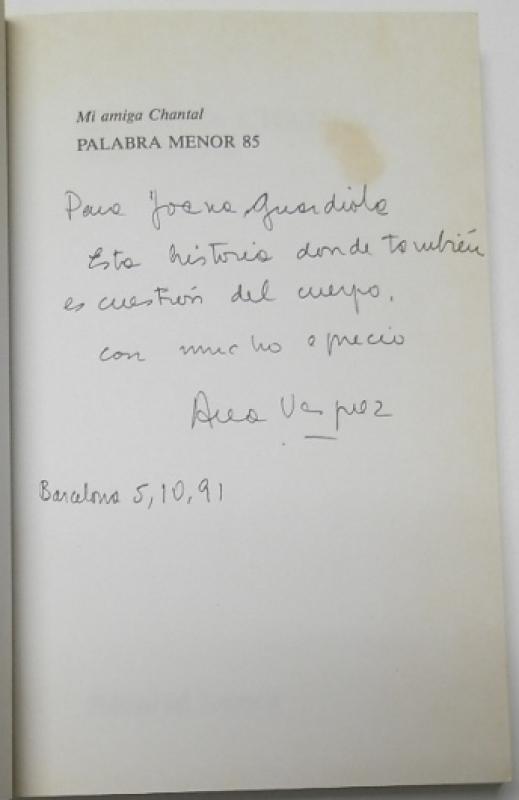 Mi amiga Chantal
PALABRA MENOR 85
Para Joana Guardiola
Esta historia donde también
es cuestión del cuerpo.
con mucho aprecio
Ana Vasquez
Barcelona 5,10,91